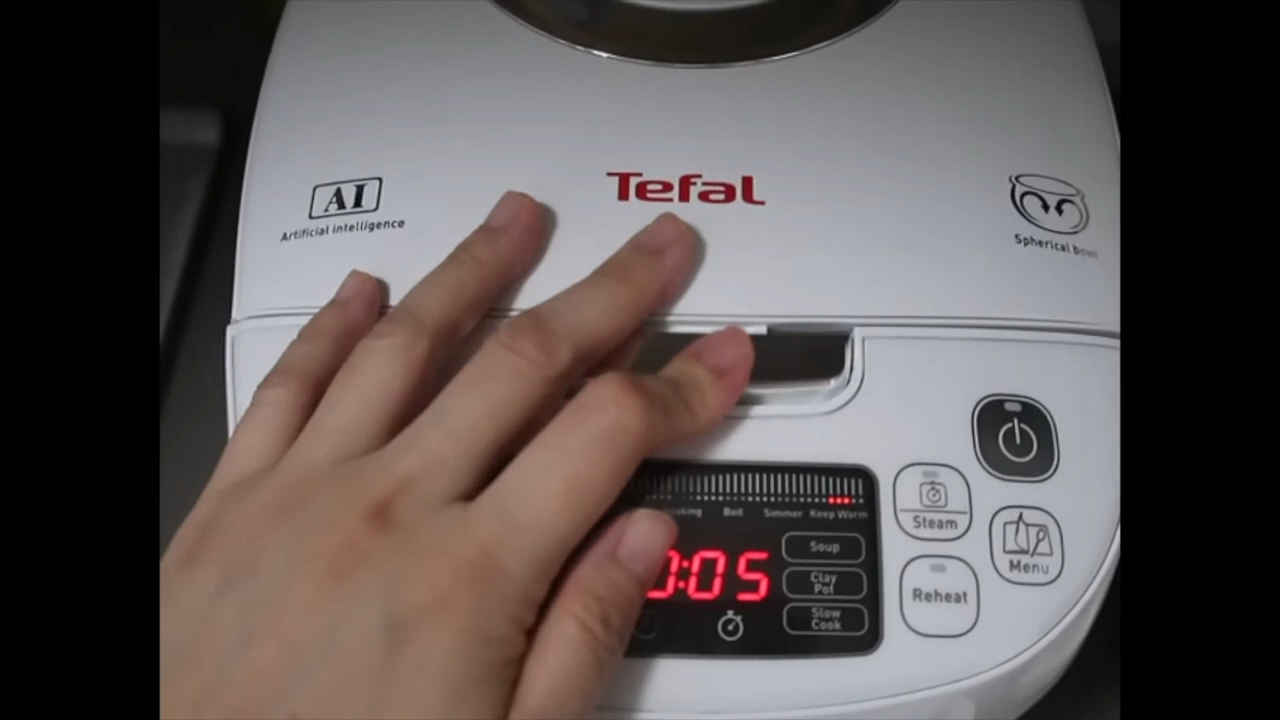 Tefal
AI
Artificial intelligence
Spherical bowl
Boil Simmer Keep Warm
Steam
Soup
:05
Clay
Pot
Menu
Reheat
Slow
Cook